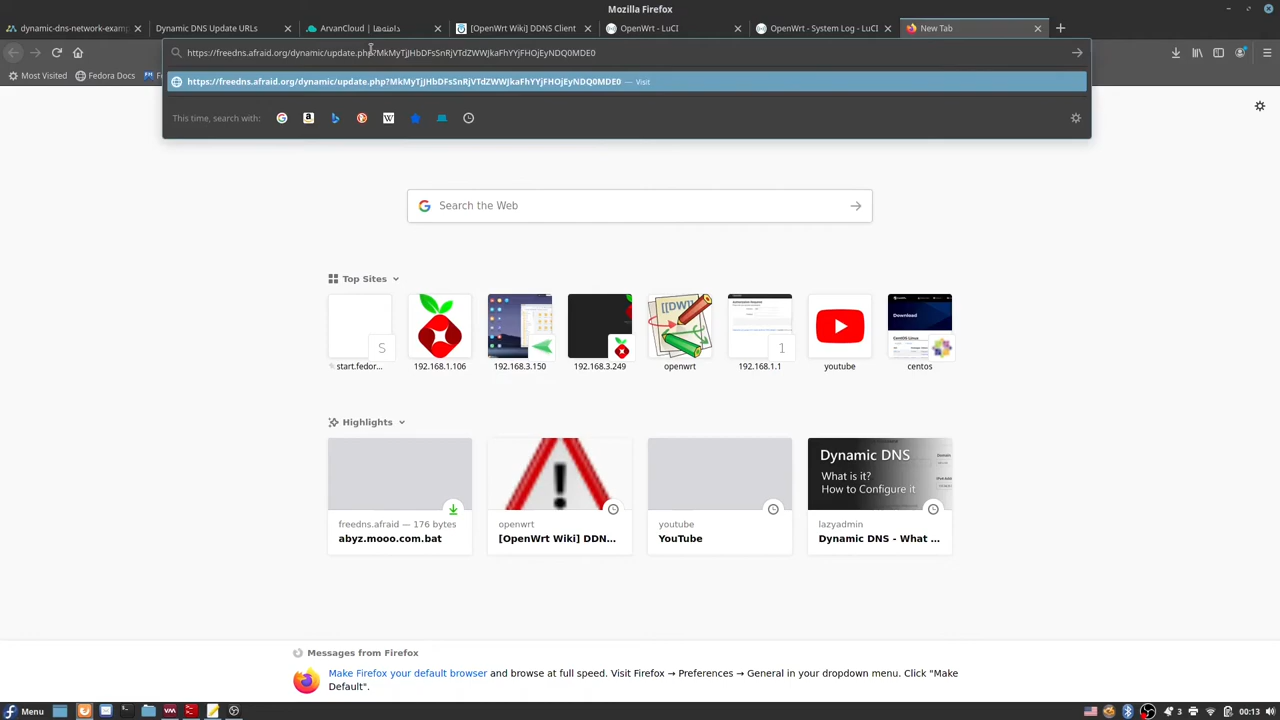 Mozilla Firefox
dynamic-dns-network-examp
Dynamic DNS Update URLs
ArvanCloud | دامنه‌ها
[OpenWrt Wiki] DDNS Client
OpenWrt - LuCI
OpenWrt - System Log - LuCI
New Tab
https://freedns.afraid.org/dynamic/update.php?MkMyTjJHbDFsSnRjVTdZWWJkaFhYYjFHOjEyNDQ0MDE0
Most Visited
Fedora Docs
https://freedns.afraid.org/dynamic/update.php?MkMyTjJHbDFsSnRjVTdZWWJkaFhYYjFHOjEyNDQ0MDE0 — Visit
This time, search with:
Search the Web
Top Sites
S
1
start.fedor...
192.168.1.106
192.168.3.150
192.168.3.249
openwrt
192.168.1.1
youtube
centos
Highlights
Dynamic DNS
What is it?
How to Configure it
freedns.afraid — 176 bytes
abyz.mooo.com.bat
openwrt
[OpenWrt Wiki] DDN...
youtube
YouTube
lazyadmin
Dynamic DNS - What ...
Messages from Firefox
Make Firefox your default browser and browse at full speed. Visit Firefox → Preferences → General in your dropdown menu. Click "Make
Default".
Menu
3
00:13